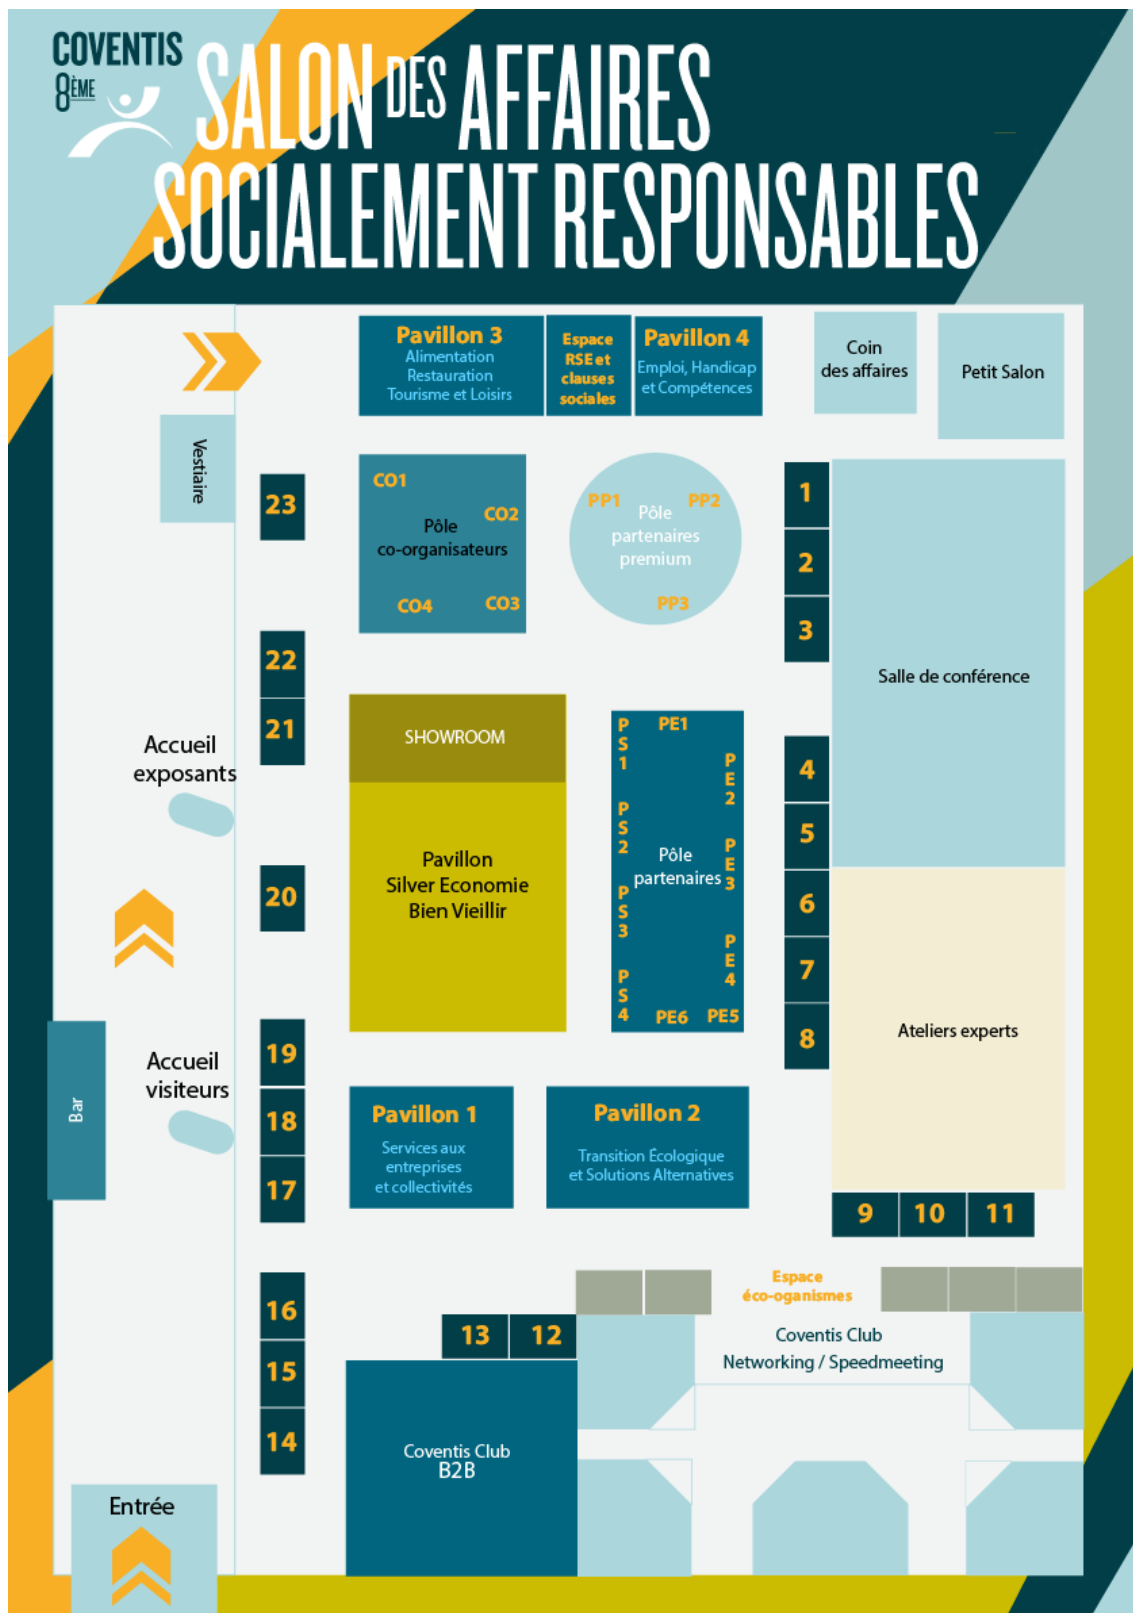 COVENTIS
8ÈME
SALON DES AFFAIRES
SOCIALEMENT RESPONSABLES
Pavillon 3
Alimentation
Restauration
Tourisme et Loisirs
Espace
RSE et
clauses
sociales
Pavillon 4
Emploi, Handicap
et Compétences
Coin
des affaires
Petit Salon
Vestiaire
23
CO1
CO2
Pôle
co-organisateurs
CO4
CO3
PP1
PP2
Pôle
partenaires
premium
PP3
1
2
3
Salle de conférence
22
21
Accueil
exposants
SHOWROOM
Pavillon
Silver Economie
Bien Vieillir
PS1
PE1
PE2
PS2
Pôle
partenaires
PE3
PS3
PE4
PS4
PE6
PE5
4
5
6
7
8
Ateliers experts
20
19
18
17
Accueil
visiteurs
Bar
Pavillon 1
Services aux
entreprises
et collectivités
Pavillon 2
Transition Écologique
et Solutions Alternatives
9
10
11
Espace
éco-oganismes
Coventis Club
Networking / Speedmeeting
16
15
14
13
12
Coventis Club
B2B
Entrée